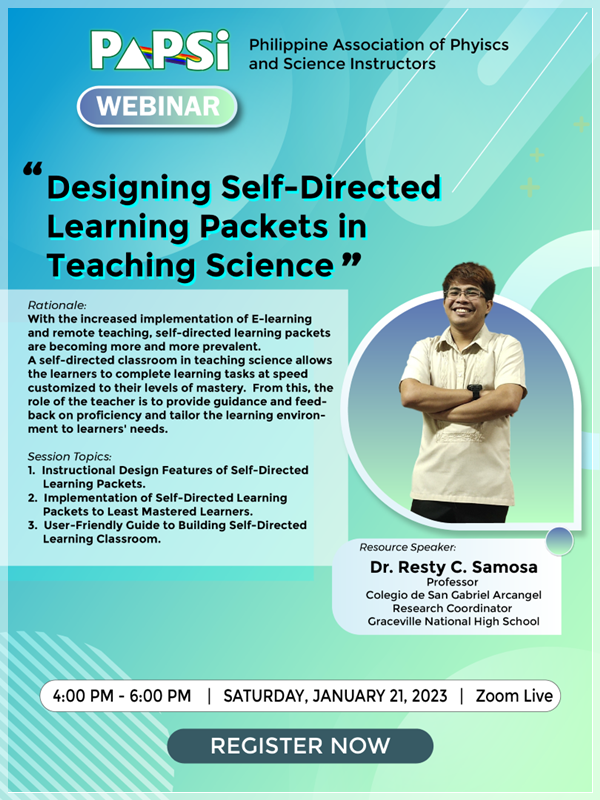 PAPSi
Philippine Association of Phyiscs
and Science Instructors
WEBINAR
“ Designing Self-Directed
Learning Packets in
Teaching Science ”
Rationale:
With the increased implementation of E-learning
and remote teaching, self-directed learning packets
are becoming more and more prevalent.
A self-directed classroom in teaching science allows
the learners to complete learning tasks at speed
customized to their levels of mastery. From this, the
role of the teacher is to provide guidance and feed-
back on proficiency and tailor the learning environ-
ment to learners' needs.
Session Topics:
1. Instructional Design Features of Self-Directed
Learning Packets.
2. Implementation of Self-Directed Learning
Packets to Least Mastered Learners.
3. User-Friendly Guide to Building Self-Directed
Learning Classroom.
Resource Speaker:
Dr. Resty C. Samosa
Professor
Colegio de San Gabriel Arcangel
Research Coordinator
Graceville National High School
4:00 PM - 6:00 PM | SATURDAY, JANUARY 21, 2023 | Zoom Live
REGISTER NOW